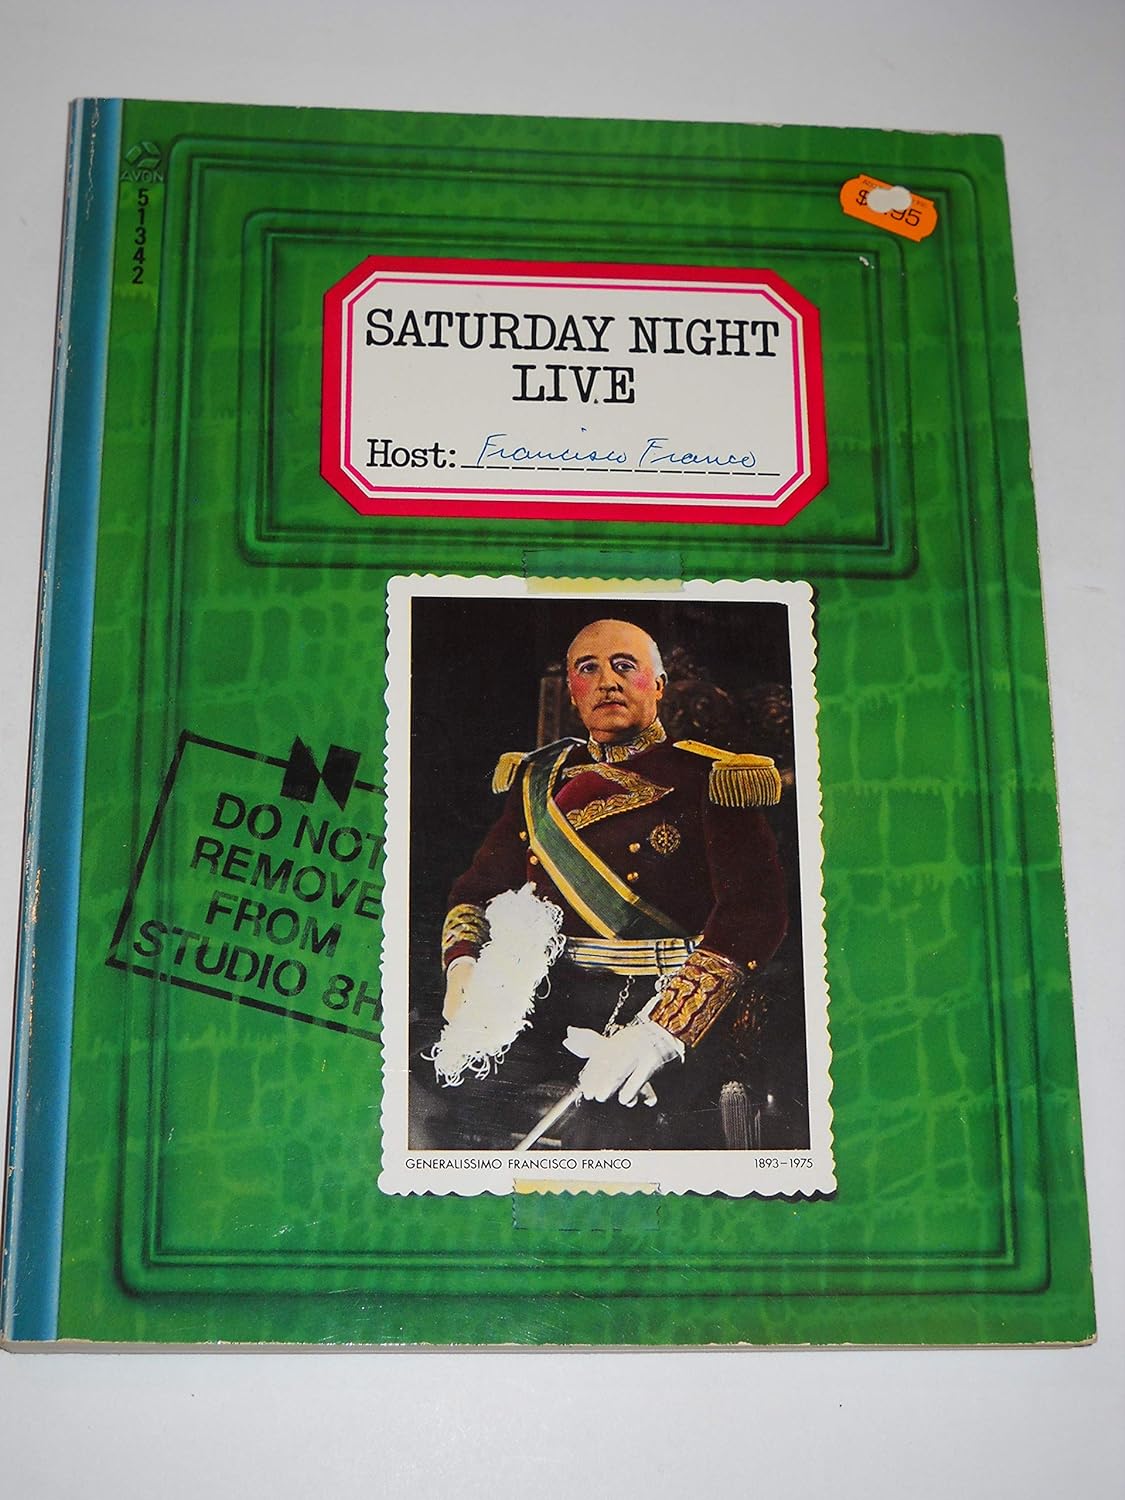 AVON
51342
SATURDAY NIGHT
LIVE
Host: Francisco Franco
DO NOT
REMOVE
FROM
STUDIO 8H
GENERALISSIMO FRANCISCO FRANCO 1893–1975